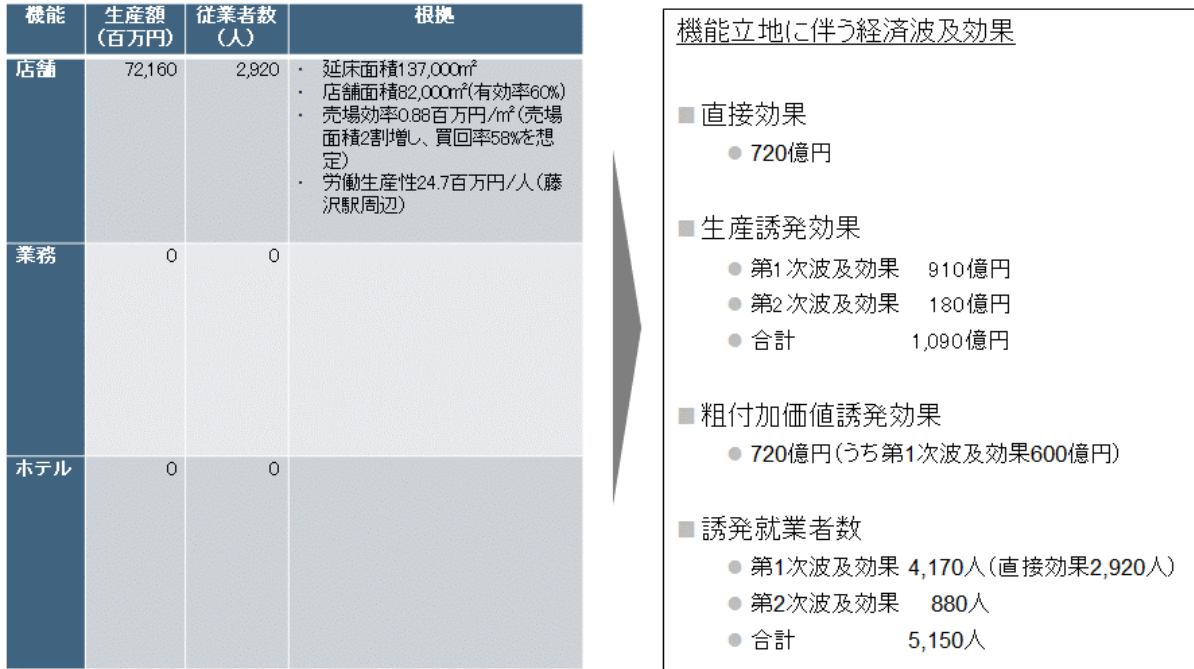 機能 生産額(百万円) 従業者数(人) 根拠
店舗 72,160 2,920 ・ 延床面積137,000㎡
・ 店舗面積82,000㎡(有効率60%)
・ 売場効率0.88百万円/㎡(売場
面積2割増し、買回率58%を想
定)
・ 労働生産性24.7百万円/人(藤
沢駅周辺)
業務 0 0
ホテル 0 0
機能立地に伴う経済波及効果
■直接効果
●720億円
■生産誘発効果
●第1次波及効果 910億円
●第2次波及効果 180億円
●合計 1,090億円
■粗付加価値誘発効果
●720億円(うち第1次波及効果600億円)
■誘発就業者数
●第1次波及効果 4,170人(直接効果2,920人)
●第2次波及効果 880人
●合計 5,150人